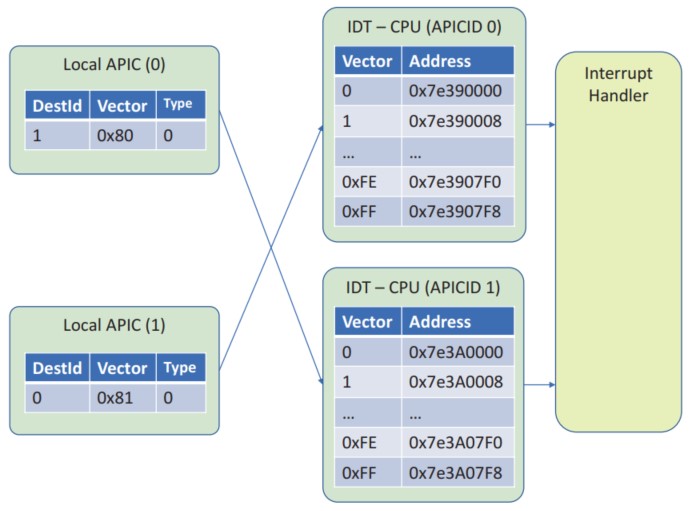 Local APIC (0)
DestId Vector Type
1 0x80 0
Local APIC (1)
DestId Vector Type
0 0x81 0
IDT – CPU (APICID 0)
Vector Address
0 0x7e390000
1 0x7e390008
... ...
0xFE 0x7e3907F0
0xFF 0x7e3907F8
IDT – CPU (APICID 1)
Vector Address
0 0x7e3A0000
1 0x7e3A0008
... ...
0xFE 0x7e3A07F0
0xFF 0x7e3A07F8
Interrupt
Handler